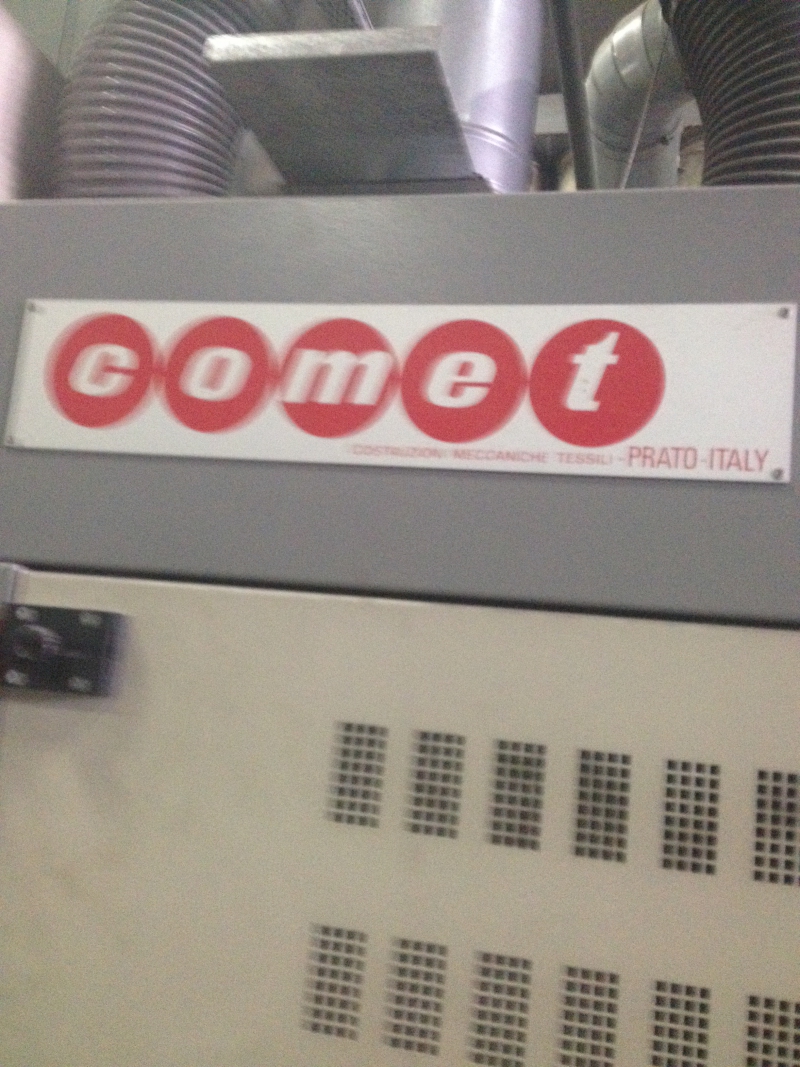 comet
COSTRUZIONI MECCANICHE TESSILI - PRATO - ITALY